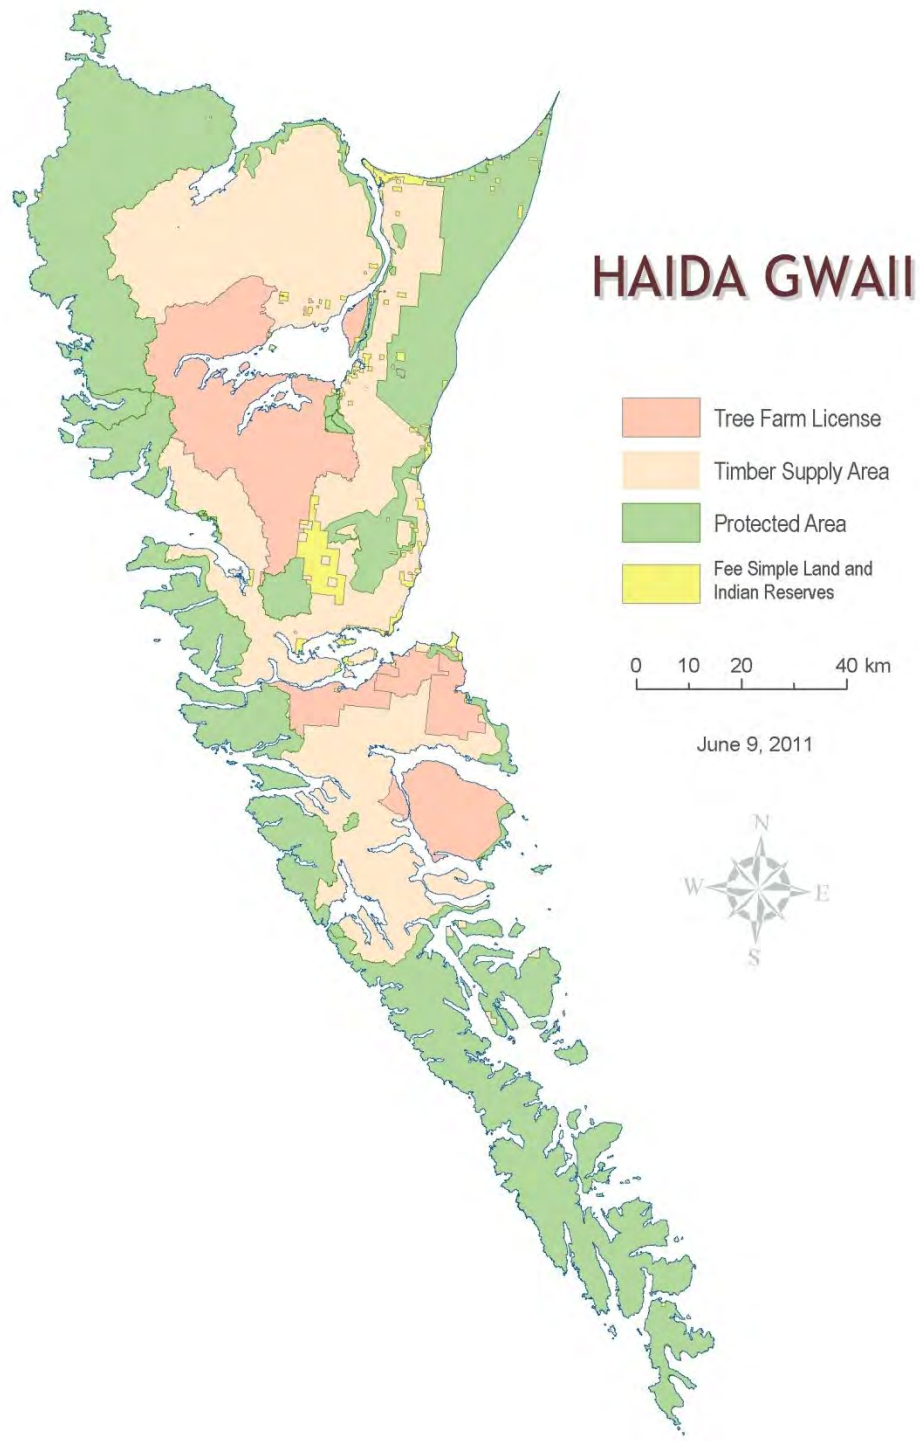 HAIDA GWAII
Tree Farm License
Timber Supply Area
Protected Area
Fee Simple Land and
Indian Reserves
0 10 20 40 km
June 9, 2011
N
W E
S